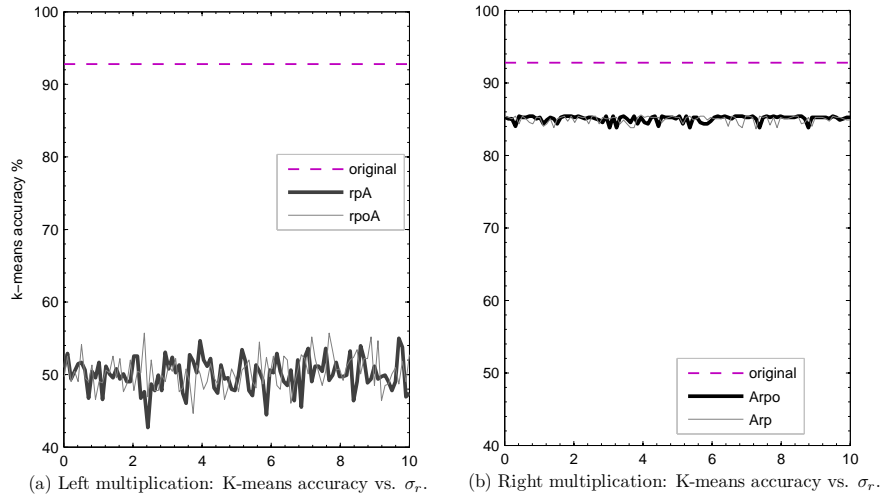 100
90
80
70
60
50
40
0
2
4
6
8
10
k-means accuracy %
original
rpA
rpoA
(a) Left multiplication: K-means accuracy vs. σr.
100
90
80
70
60
50
40
0
2
4
6
8
10
original
Arpo
Arp
(b) Right multiplication: K-means accuracy vs. σr.